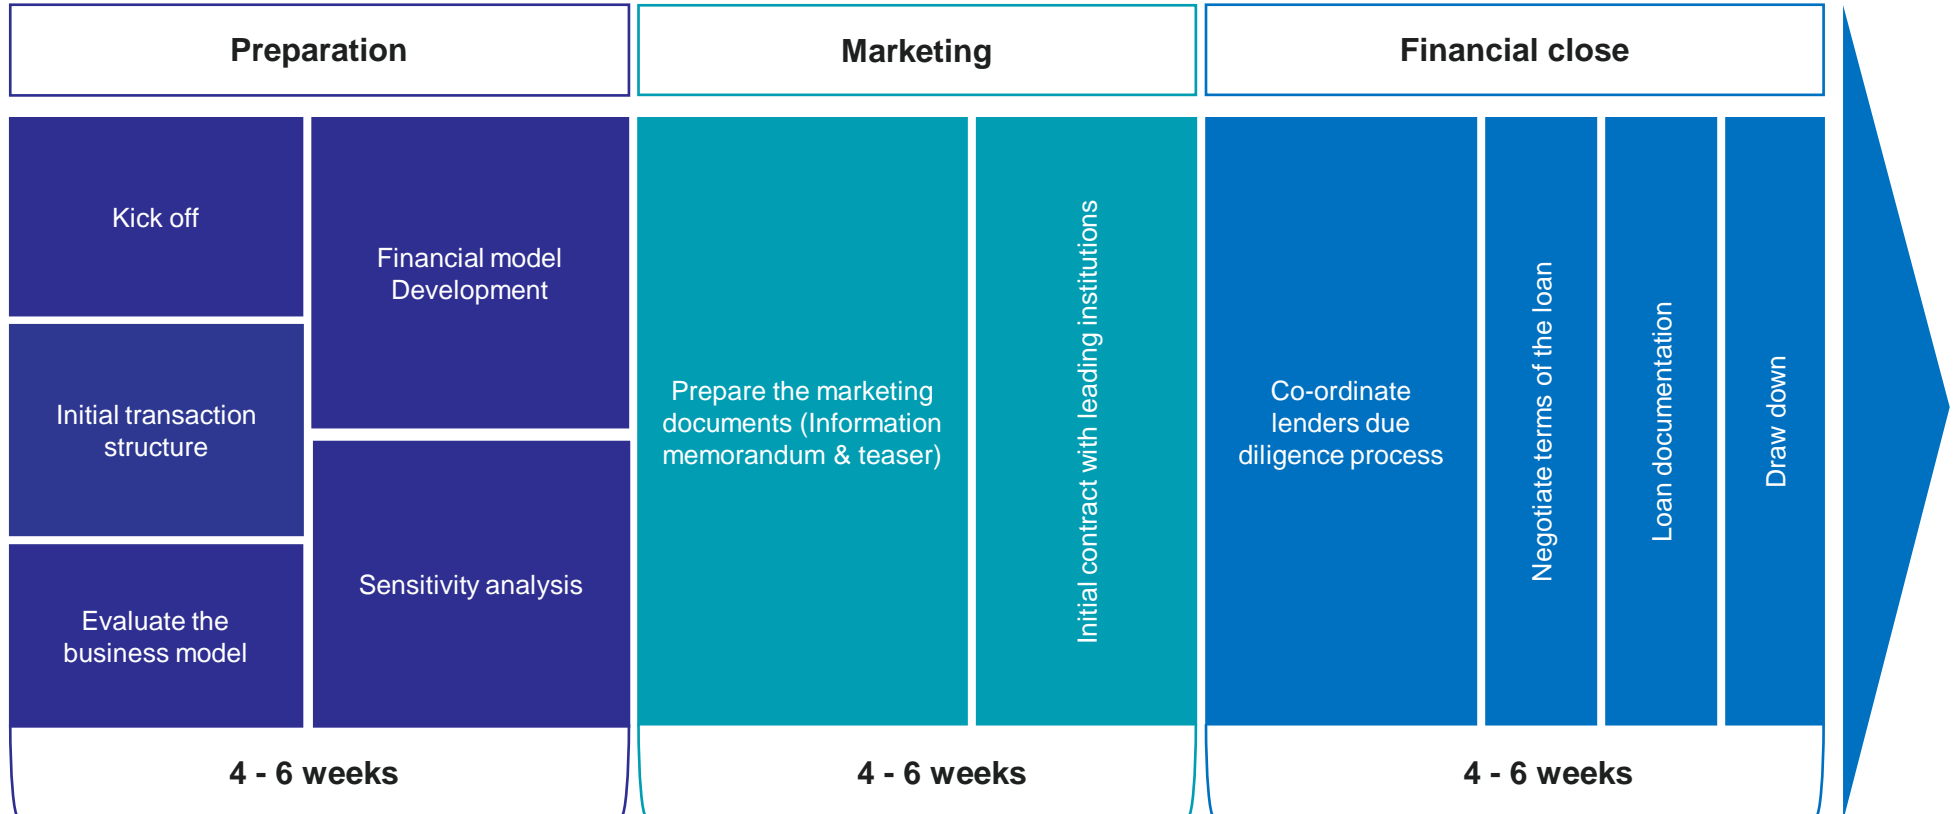 Preparation
Marketing
Financial close
Kick off
Initial transaction
structure
Evaluate the
business model
Financial model
Development
Sensitivity analysis
Prepare the marketing
documents (Information
memorandum & teaser)
Initial contract with leading institutions
Co-ordinate
lenders due
diligence process
Negotiate terms of the loan
Loan documentation
Draw down
4 - 6 weeks
4 - 6 weeks
4 - 6 weeks